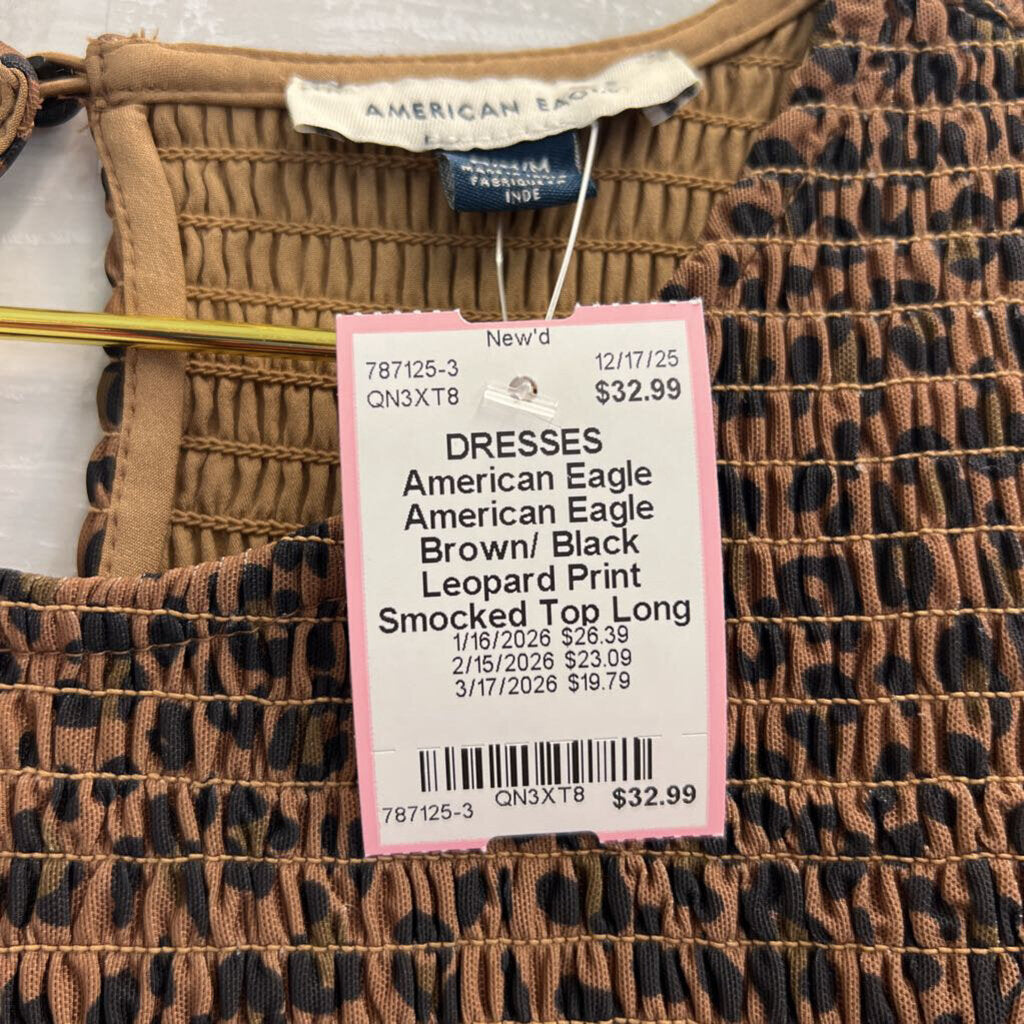 AMERICAN EAGLE
FABRIQUE
INDE
New'd
787125-3 12/17/25
QN3XT8 $32.99
DRESSES
American Eagle
American Eagle
Brown/ Black
Leopard Print
Smocked Top Long
1/16/2026 $26.39
2/15/2026 $23.09
3/17/2026 $19.79
787125-3 QN3XT8 $32.99